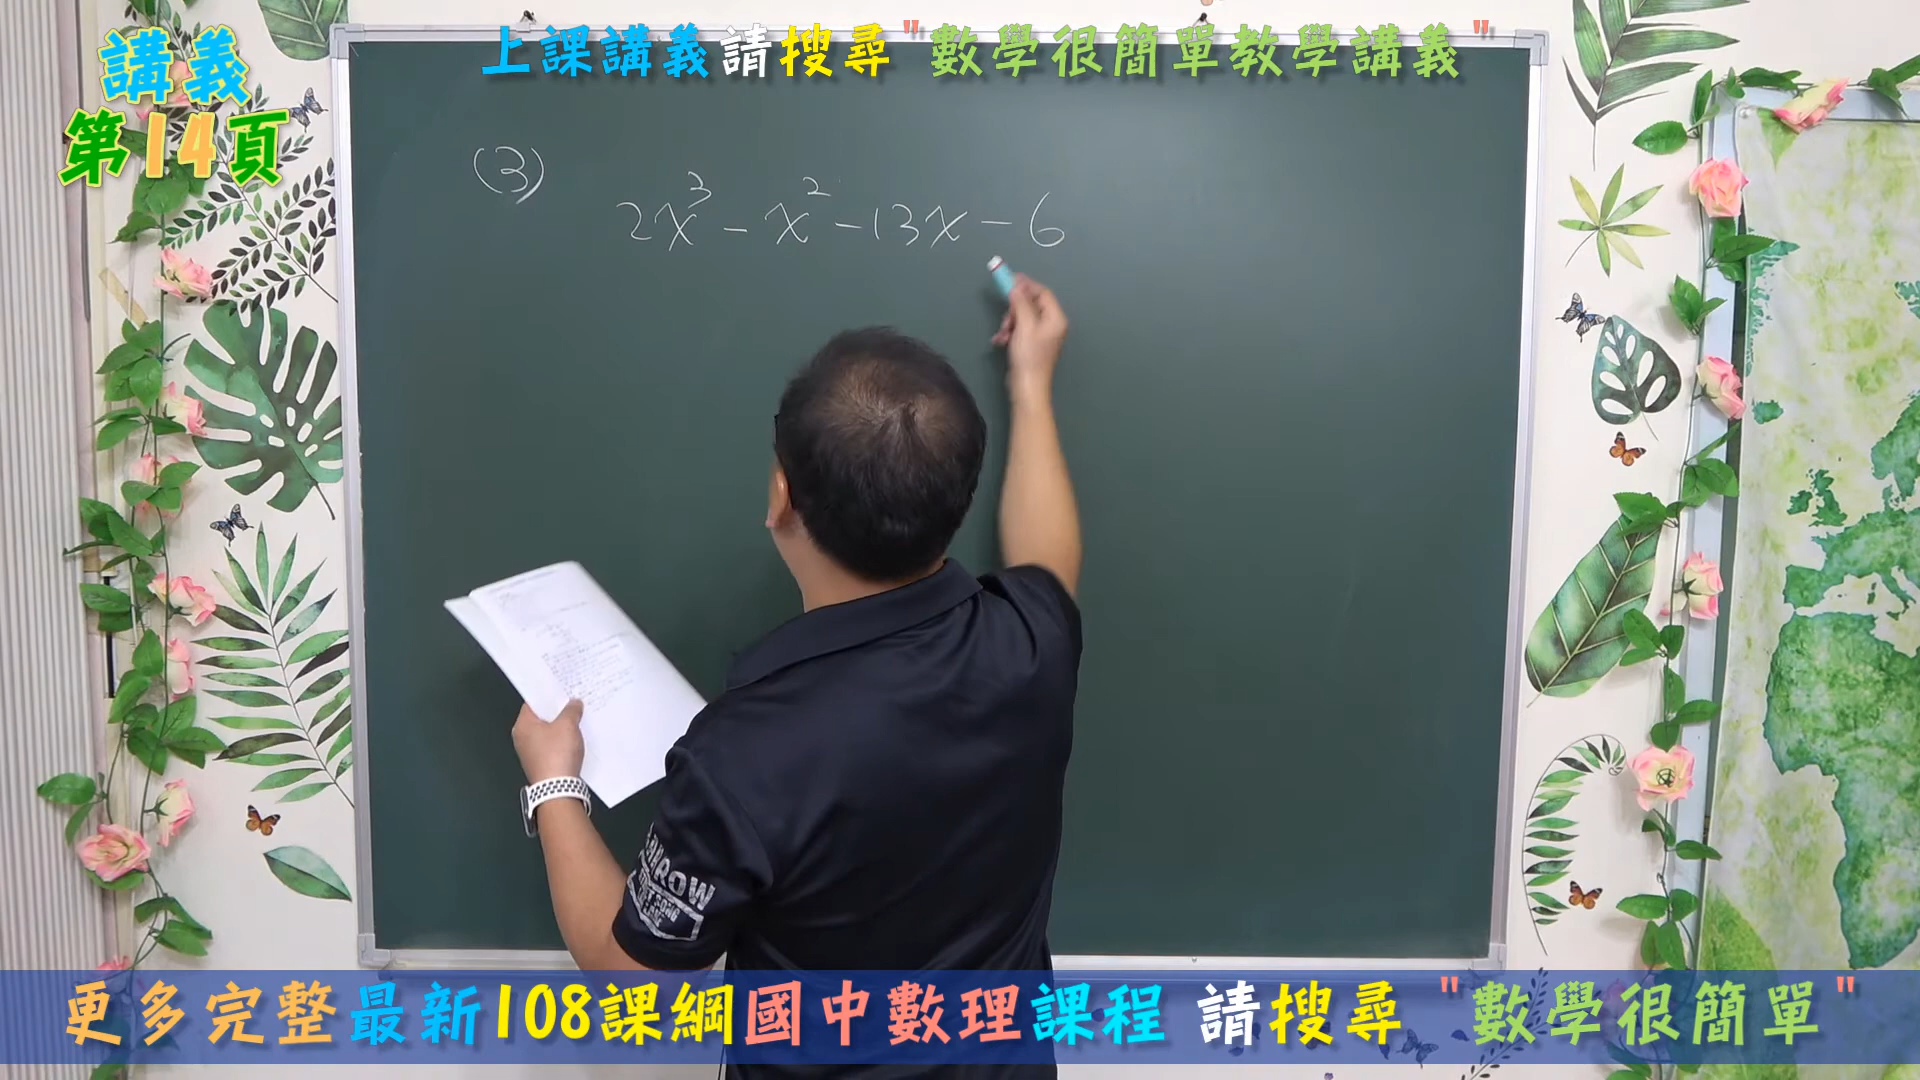 上課講義請搜尋"數學很簡單教學講義"
講義
第14頁
(3)
2x³ - x² - 13x - 6
更多完整最新108課綱國中數理課程 請搜尋 "數學很簡單"